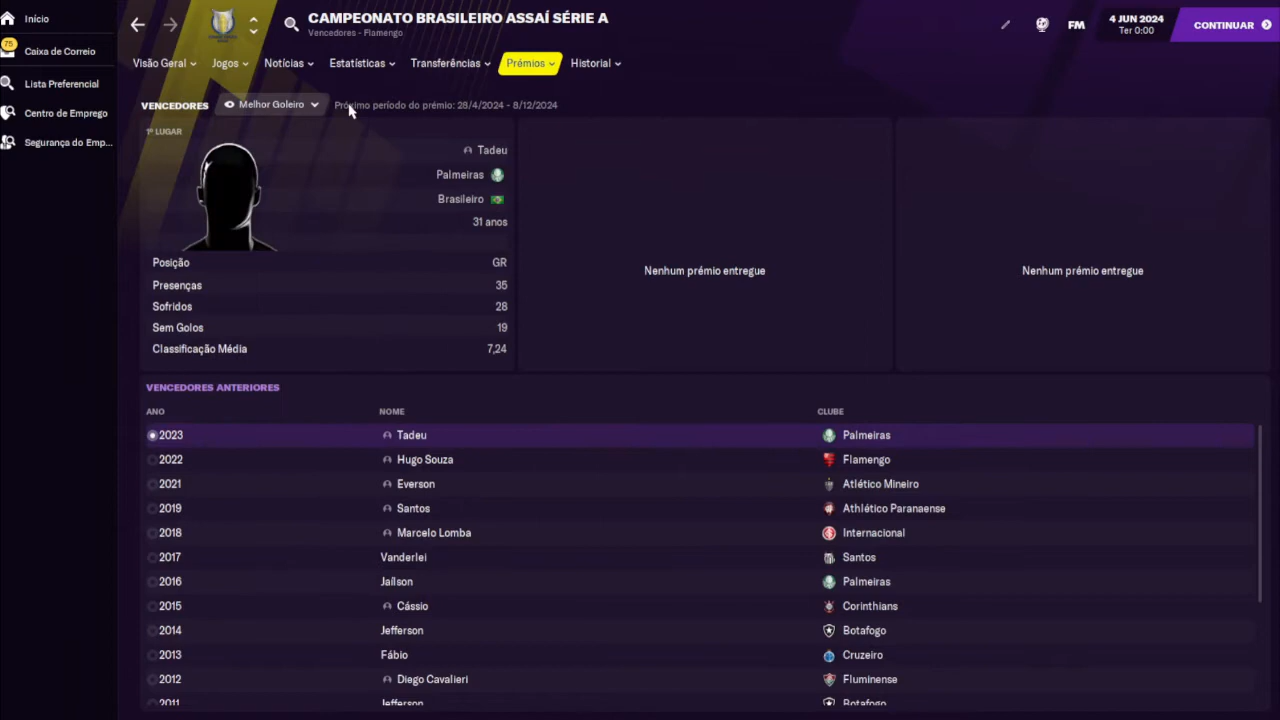 Início
75
Caixa de Correio
Lista Preferencial
Centro de Emprego
Segurança do Emp...
CAMPEONATO BRASILEIRO ASSAÍ SÉRIE A
Vencedores - Flamengo
FM
4 JUN 2024
Ter 0:00
CONTINUAR
Visão Geral
Jogos
Notícias
Estatísticas
Transferências
Prémios
Historial
VENCEDORES
Melhor Goleiro
Próximo período do prémio: 28/4/2024 - 8/12/2024
1º LUGAR
Tadeu
Palmeiras
Brasileiro
31 anos
Posição GR
Presenças 35
Sofridos 28
Sem Golos 19
Classificação Média 7,24
Nenhum prémio entregue
Nenhum prémio entregue
VENCEDORES ANTERIORES
ANO NOME CLUBE
2023 Tadeu Palmeiras
2022 Hugo Souza Flamengo
2021 Everson Atlético Mineiro
2019 Santos Athlético Paranaense
2018 Marcelo Lomba Internacional
2017 Vanderlei Santos
2016 Jaílson Palmeiras
2015 Cássio Corinthians
2014 Jefferson Botafogo
2013 Fábio Cruzeiro
2012 Diego Cavalieri Fluminense
2011 Jefferson Botafogo